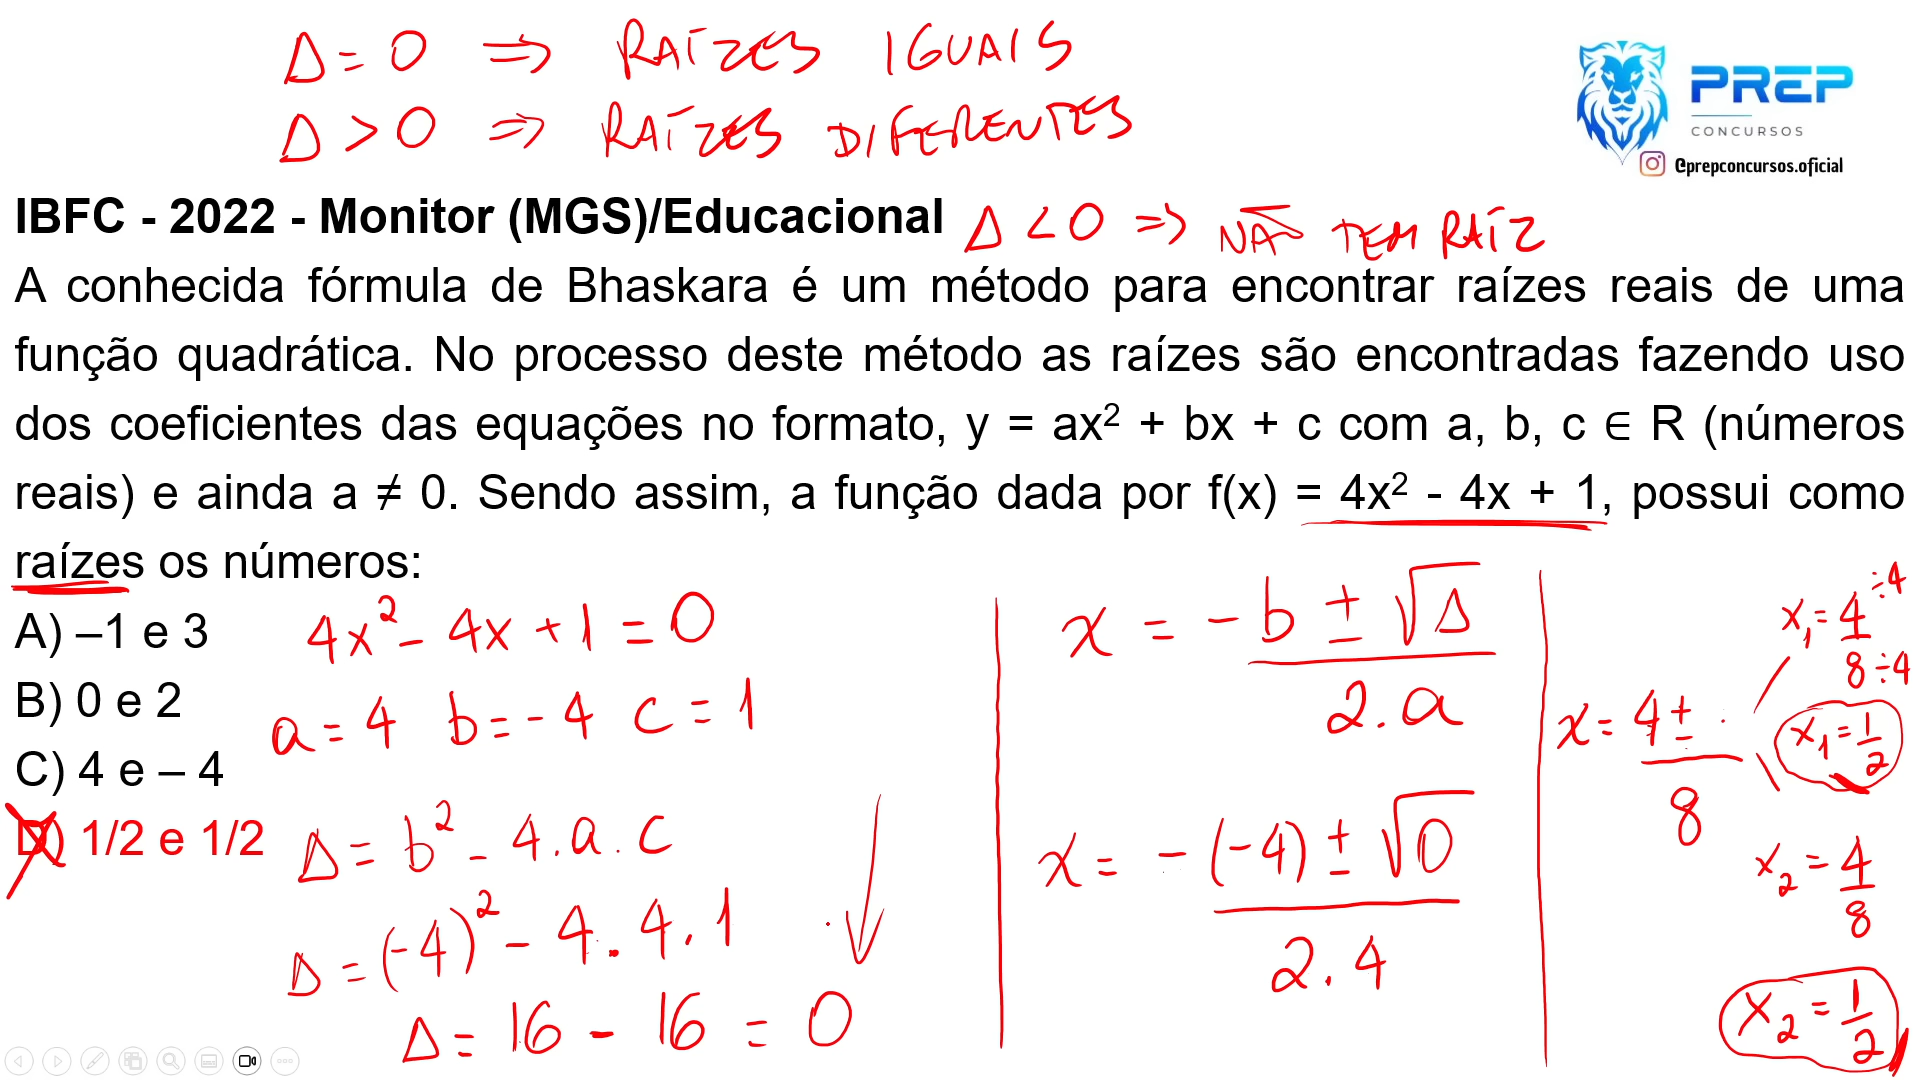 Δ = 0 ⇒ RAÍZES IGUAIS
Δ > 0 ⇒ RAÍZES DIFERENTES
PREP
CONCURSOS
@prepconcursos.oficial
IBFC - 2022 - Monitor (MGS)/Educacional
Δ < 0 ⇒ NÃO TEM RAÍZ
A conhecida fórmula de Bhaskara é um método para encontrar raízes reais de uma
função quadrática. No processo deste método as raízes são encontradas fazendo uso
dos coeficientes das equações no formato, y = ax² + bx + c com a, b, c ∈ R (números
reais) e ainda a ≠ 0. Sendo assim, a função dada por f(x) = 4x² - 4x + 1, possui como
raízes os números:
A) –1 e 3
B) 0 e 2
C) 4 e – 4
D) 1/2 e 1/2
4x² - 4x + 1 = 0
a = 4 b = -4 c = 1
Δ = b² - 4.a.c
Δ = (-4)² - 4.4.1
Δ = 16 - 16 = 0
x = -b ± √Δ
2.a
x = -(-4) ± √0
2.4
x = 4 ±
8
x₁ = 4 ÷4
8 ÷4
x₁ = 1
2
x₂ = 4
8
x₂ = 1
2